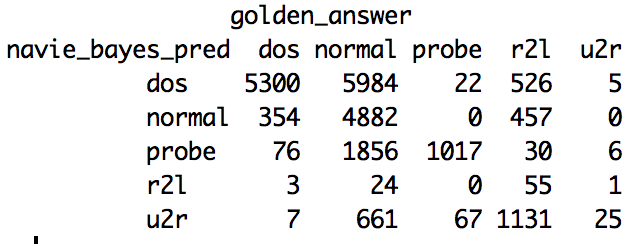 golden_answer
navie_bayes_pred dos normal probe r2l u2r
dos 5300 5984 22 526 5
normal 354 4882 0 457 0
probe 76 1856 1017 30 6
r2l 3 24 0 55 1
u2r 7 661 67 1131 25